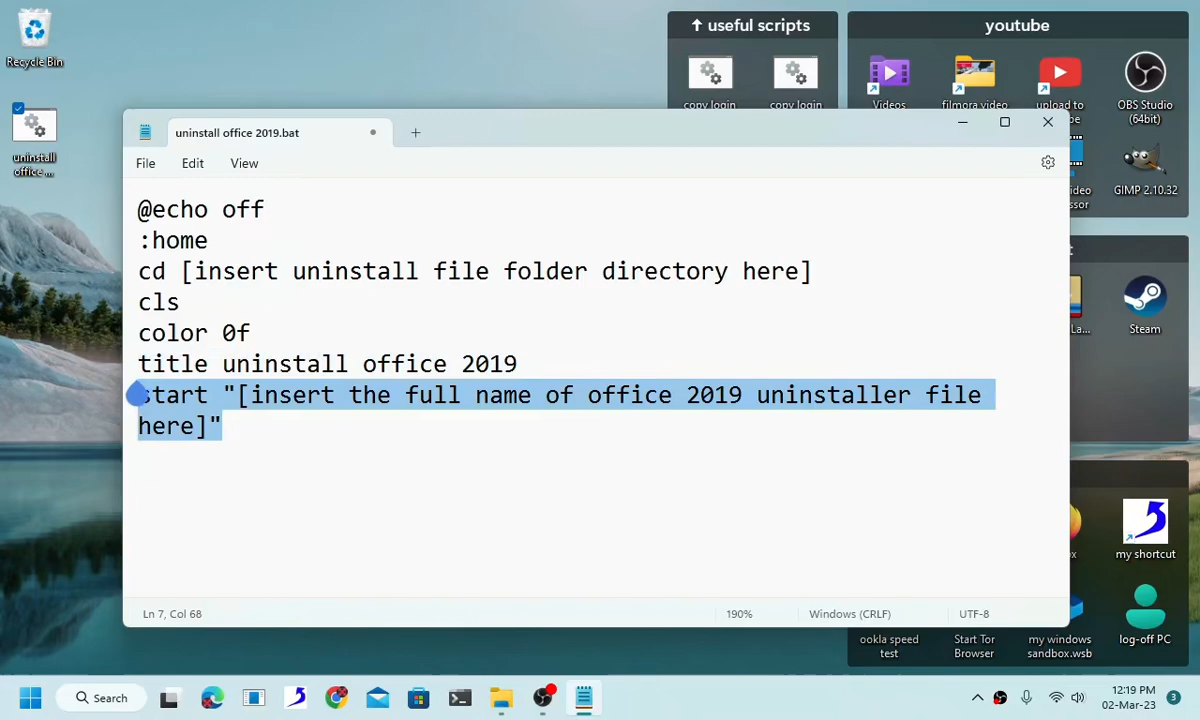 Recycle Bin
uninstall
office ...
↑ useful scripts
copy login
copy login
youtube
Videos
filmora video
upload to
OBS Studio
(64bit)
GIMP 2.10.32
uninstall office 2019.bat
File
Edit
View
@echo off
:home
cd [insert uninstall file folder directory here]
cls
color 0f
title uninstall office 2019
start "[insert the full name of office 2019 uninstaller file
here]"
Steam
my shortcut
ookla speed
test
Start Tor
Browser
my windows
sandbox.wsb
log-off PC
Ln 7, Col 68
190%
Windows (CRLF)
UTF-8
Search
12:19 PM
02-Mar-23
3